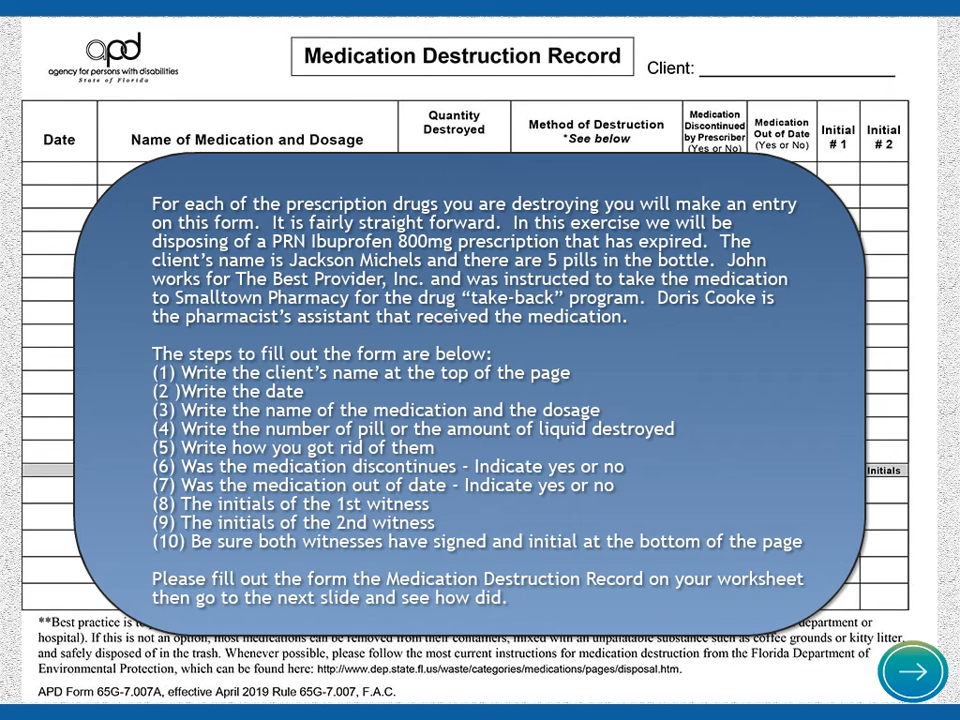 apd
agency for persons with disabilities
State of Florida
Medication Destruction Record
Client:
Date
Name of Medication and Dosage
Quantity
Destroyed
Method of Destruction
*See below
Medication
Discontinued
by Prescriber
(Yes or No)
Medication
Out of Date
(Yes or No)
Initial
# 1
Initial
# 2
For each of the prescription drugs you are destroying you will make an entry
on this form.  It is fairly straight forward.  In this exercise we will be
disposing of a PRN Ibuprofen 800mg prescription that has expired.  The
client’s name is Jackson Michels and there are 5 pills in the bottle.  John
works for The Best Provider, Inc. and was instructed to take the medication
to Smalltown Pharmacy for the drug “take-back” program.  Doris Cooke is
the pharmacist’s assistant that received the medication.
The steps to fill out the form are below:
(1) Write the client’s name at the top of the page
(2 )Write the date
(3) Write the name of the medication and the dosage
(4) Write the number of pill or the amount of liquid destroyed
(5) Write how you got rid of them
(6) Was the medication discontinues - Indicate yes or no
(7) Was the medication out of date - Indicate yes or no
(8) The initials of the 1st witness
(9) The initials of the 2nd witness
(10) Be sure both witnesses have signed and initial at the bottom of the page
Please fill out the form the Medication Destruction Record on your worksheet
then go to the next slide and see how did.
Initials
**Best practice is department or
hospital). If this is not an option, most medications can be removed from their containers, mixed with an unpalatable substance such as coffee grounds or kitty litter,
and safely disposed of in the trash. Whenever possible, please follow the most current instructions for medication destruction from the Florida Department of
Environmental Protection, which can be found here: http://www.dep.state.fl.us/waste/categories/medications/pages/disposal.htm.
APD Form 65G-7.007A, effective April 2019 Rule 65G-7.007, F.A.C.